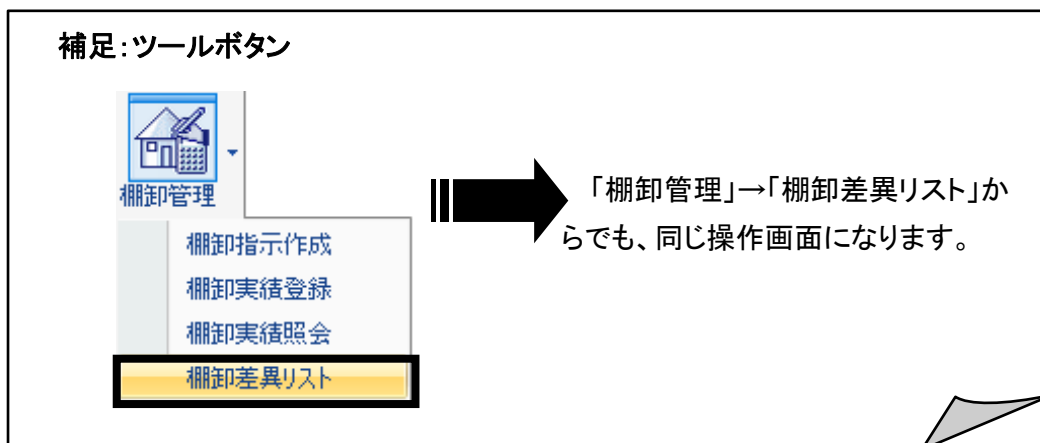 補足：ツールボタン
棚卸管理
棚卸指示作成
棚卸実績登録
棚卸実績照会
棚卸差異リスト
「棚卸管理」→「棚卸差異リスト」か
らでも、同じ操作画面になります。